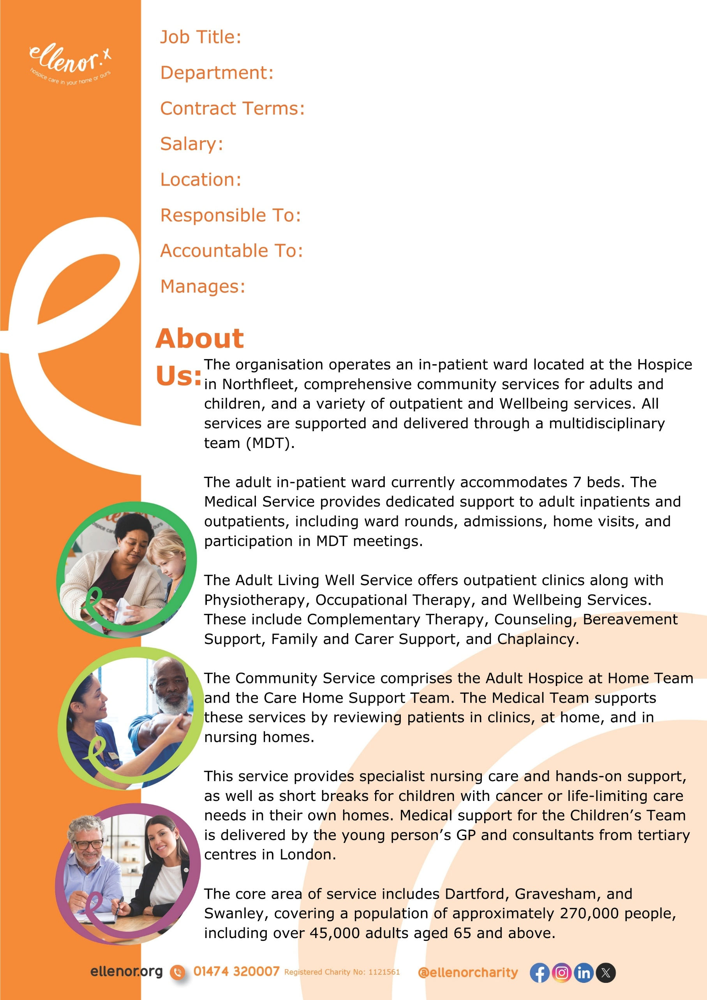 ellenor.x
hospice care in your home or ours
Job Title:
Department:
Contract Terms:
Salary:
Location:
Responsible To:
Accountable To:
Manages:
About
Us:
The organisation operates an in-patient ward located at the Hospice
in Northfleet, comprehensive community services for adults and
children, and a variety of outpatient and Wellbeing services. All
services are supported and delivered through a multidisciplinary
team (MDT).
The adult in-patient ward currently accommodates 7 beds. The
Medical Service provides dedicated support to adult inpatients and
outpatients, including ward rounds, admissions, home visits, and
participation in MDT meetings.
The Adult Living Well Service offers outpatient clinics along with
Physiotherapy, Occupational Therapy, and Wellbeing Services.
These include Complementary Therapy, Counseling, Bereavement
Support, Family and Carer Support, and Chaplaincy.
The Community Service comprises the Adult Hospice at Home Team
and the Care Home Support Team. The Medical Team supports
these services by reviewing patients in clinics, at home, and in
nursing homes.
This service provides specialist nursing care and hands-on support,
as well as short breaks for children with cancer or life-limiting care
needs in their own homes. Medical support for the Children’s Team
is delivered by the young person’s GP and consultants from tertiary
centres in London.
The core area of service includes Dartford, Gravesham, and
Swanley, covering a population of approximately 270,000 people,
including over 45,000 adults aged 65 and above.
ellenor.org 01474 320007 Registered Charity No: 1121561 @ellenorcharity